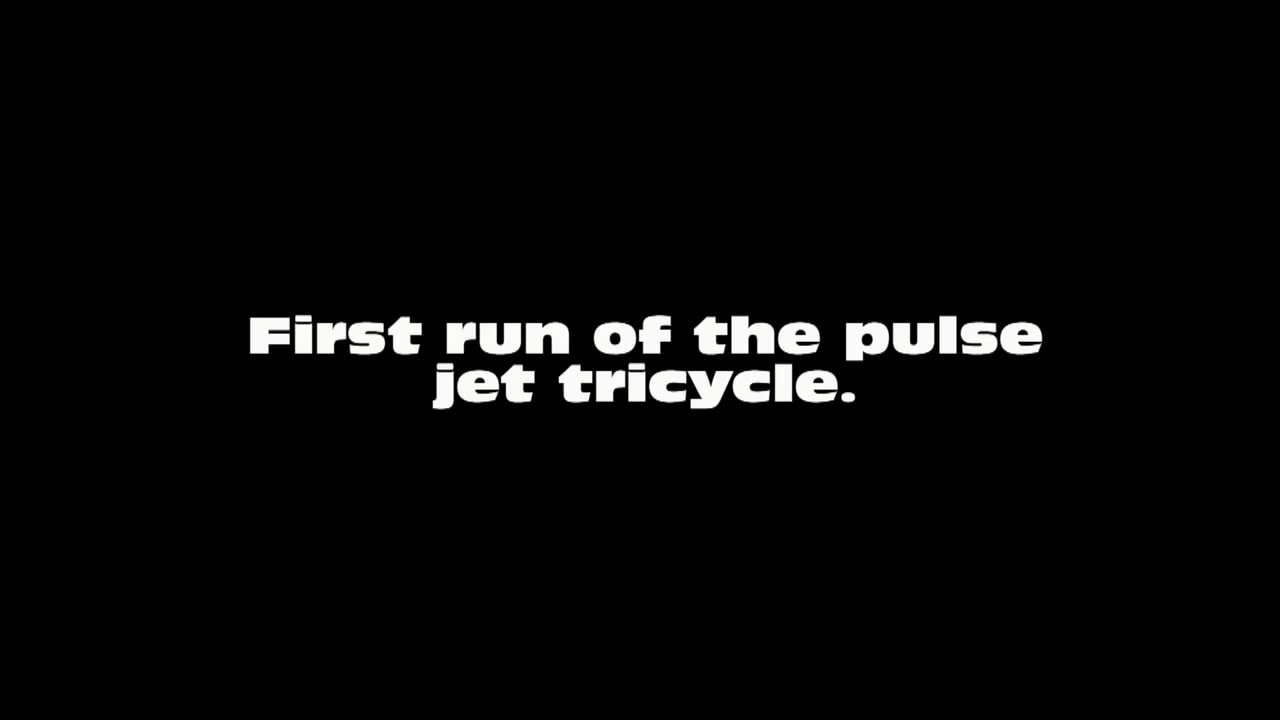 First run of the pulse
jet tricycle.